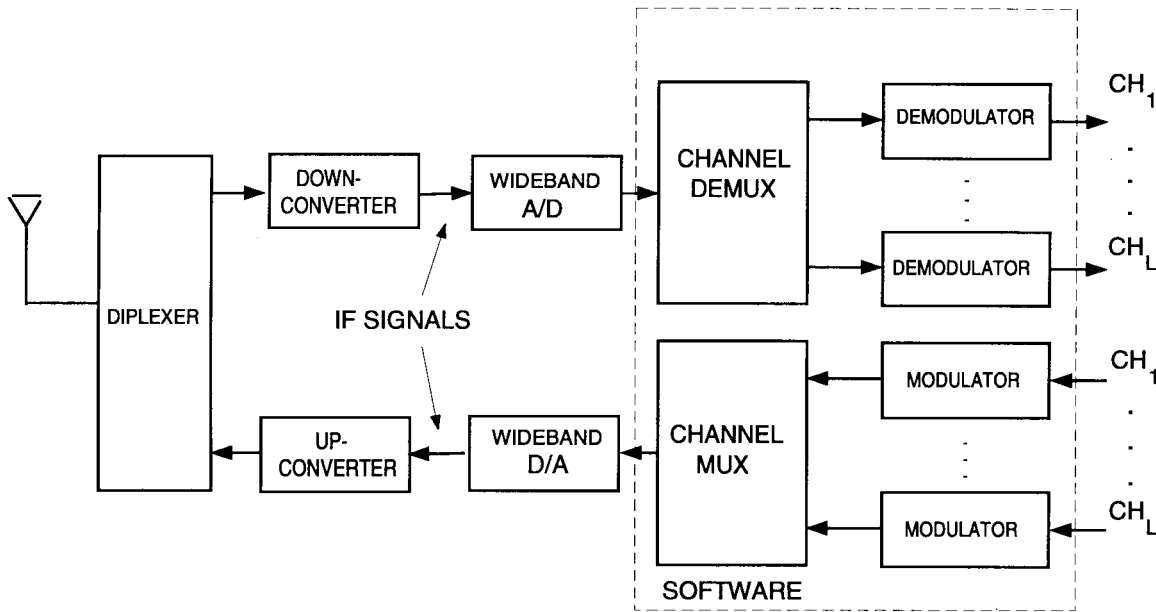 DIPLEXER
DOWN-
CONVERTER
WIDEBAND
A/D
CHANNEL
DEMUX
DEMODULATOR
CH1
DEMODULATOR
CHL
IF SIGNALS
UP-
CONVERTER
WIDEBAND
D/A
CHANNEL
MUX
MODULATOR
CH1
MODULATOR
CHL
SOFTWARE